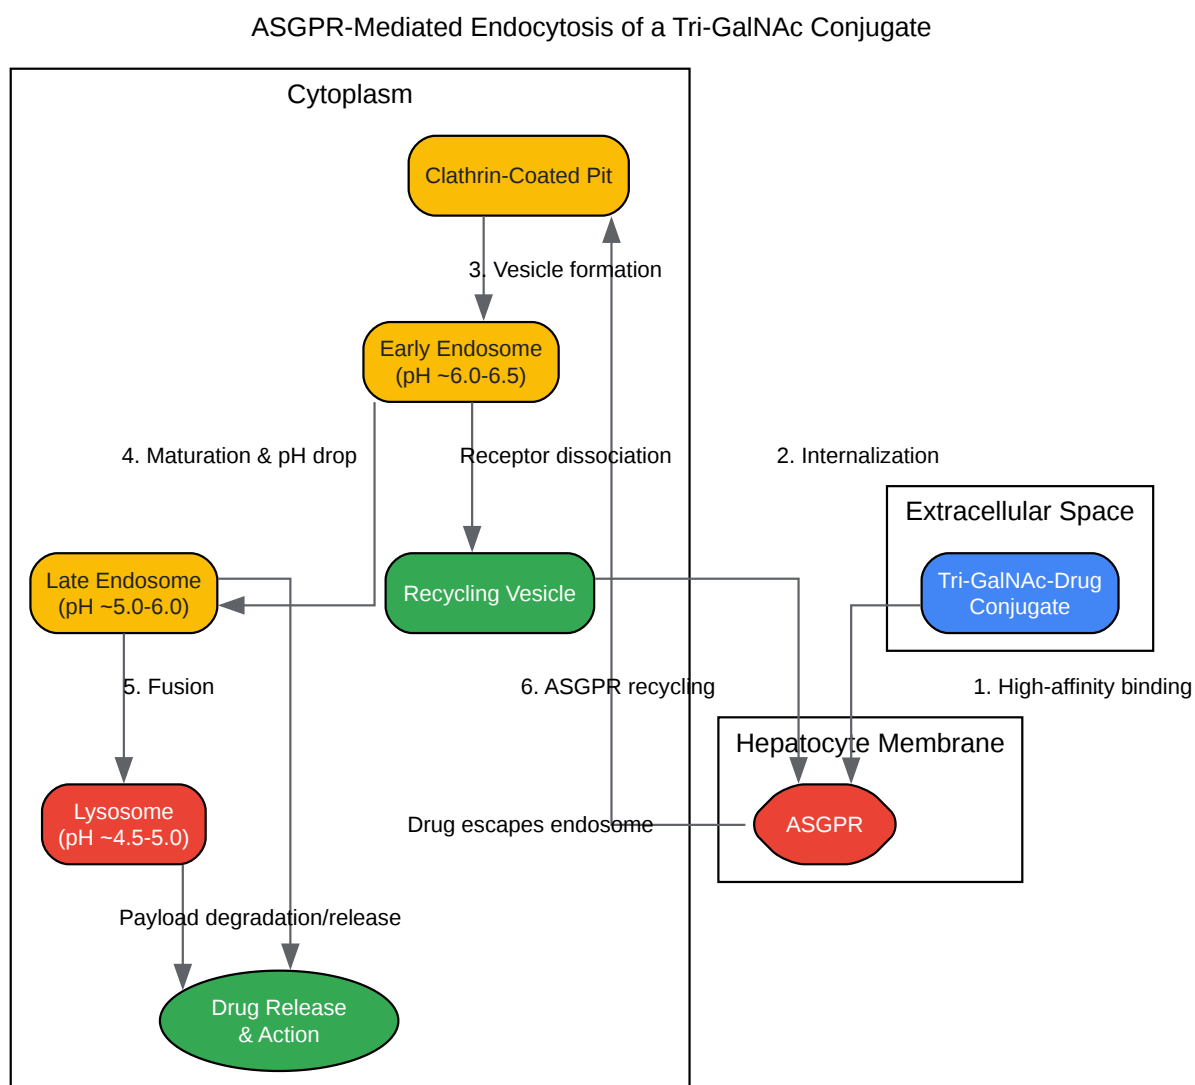 ASGPR-Mediated Endocytosis of a Tri-GalNAc Conjugate
Cytoplasm
Clathrin-Coated Pit
3. Vesicle formation
Early Endosome
(pH ~6.0-6.5)
4. Maturation & pH drop
Receptor dissociation
2. Internalization
Extracellular Space
Late Endosome
(pH ~5.0-6.0)
Recycling Vesicle
Tri-GalNAc-Drug
Conjugate
5. Fusion
6. ASGPR recycling
1. High-affinity binding
Hepatocyte Membrane
Lysosome
(pH ~4.5-5.0)
Drug escapes endosome
ASGPR
Payload degradation/release
Drug Release
& Action